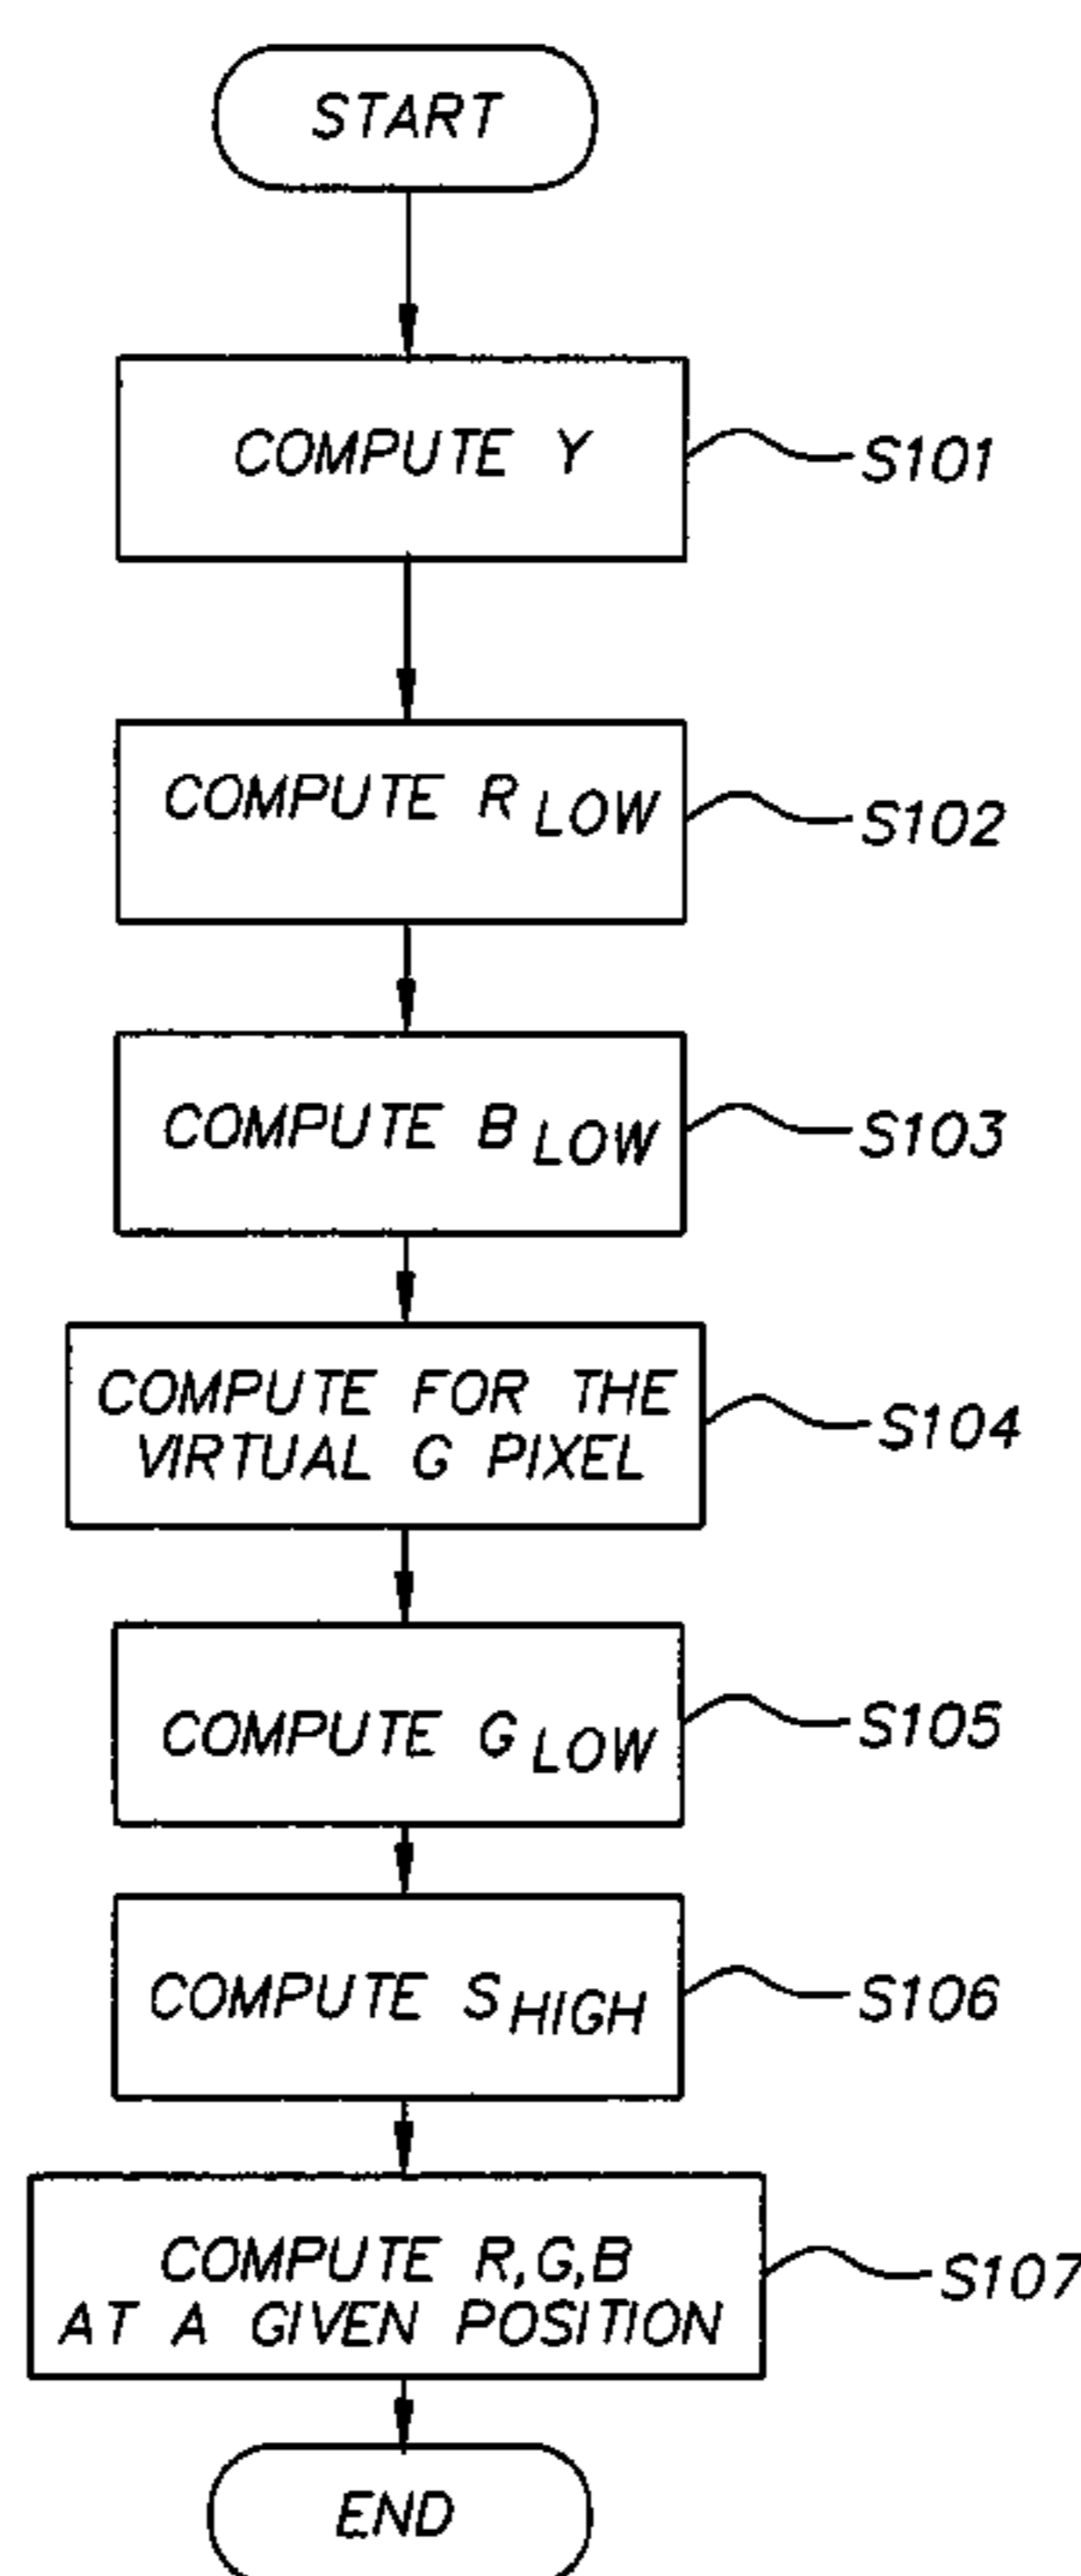 START
COMPUTE Y
S101
COMPUTE R LOW
S102
COMPUTE B LOW
S103
COMPUTE FOR THE
VIRTUAL G PIXEL
S104
COMPUTE G LOW
S105
COMPUTE S HIGH
S106
COMPUTE R,G,B
AT A GIVEN POSITION
S107
END